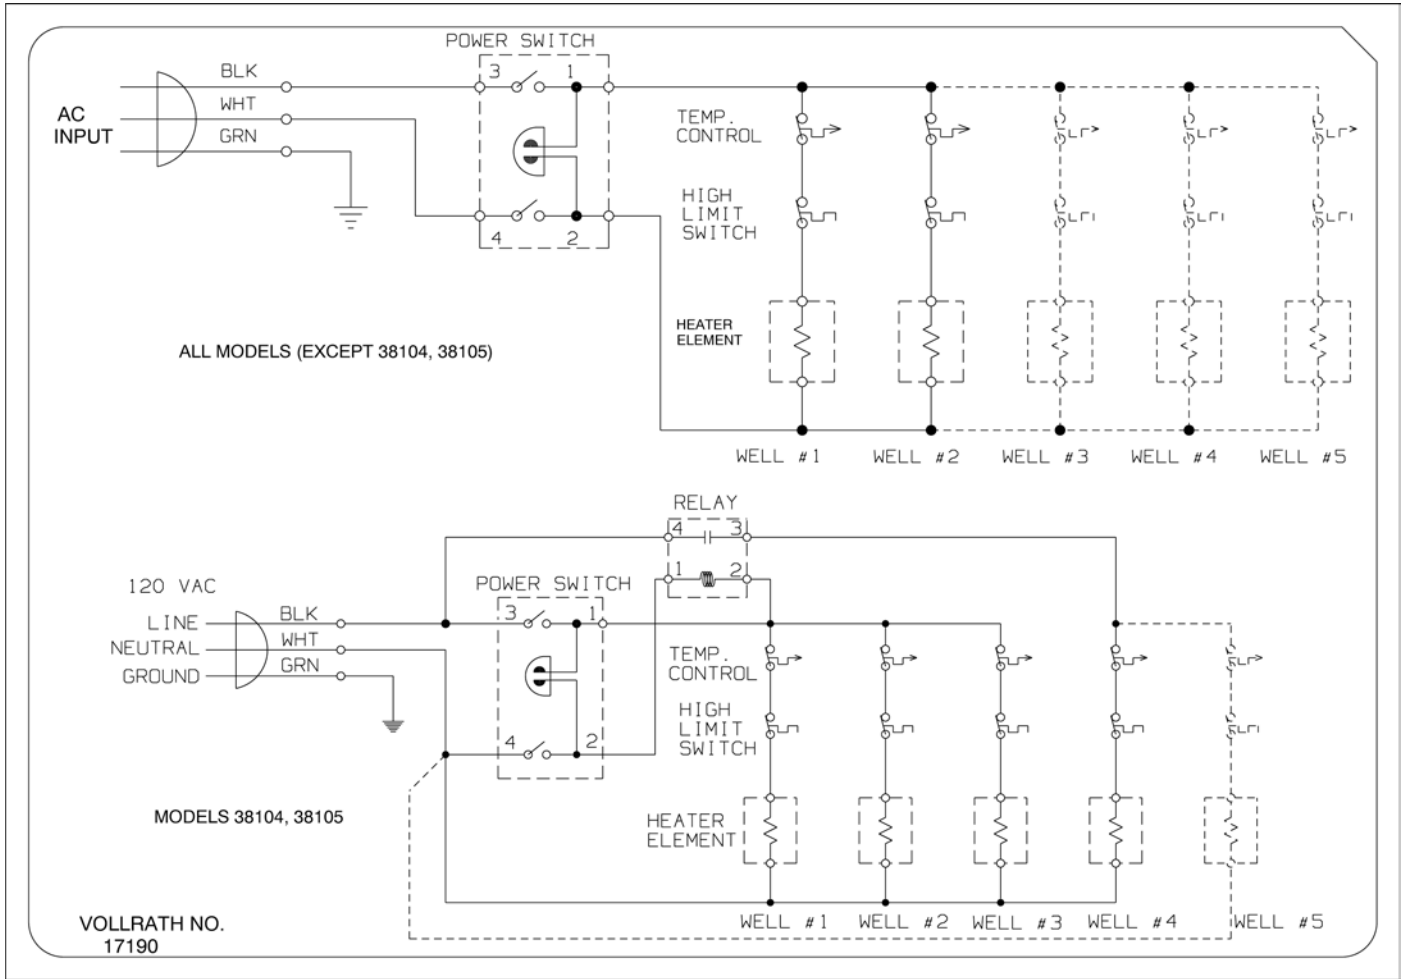 POWER SWITCH
BLK
3
1
WHT
AC
INPUT
GRN
TEMP.
CONTROL
HIGH
LIMIT
SWITCH
4
2
HEATER
ELEMENT
ALL MODELS (EXCEPT 38104, 38105)
WELL #1
WELL #2
WELL #3
WELL #4
WELL #5
RELAY
4
3
1
2
120 VAC
POWER SWITCH
LINE
BLK
3
1
NEUTRAL
WHT
GROUND
GRN
TEMP.
CONTROL
HIGH
LIMIT
SWITCH
4
2
MODELS 38104, 38105
HEATER
ELEMENT
WELL #1
WELL #2
WELL #3
WELL #4
WELL #5
VOLLRATH NO.
17190